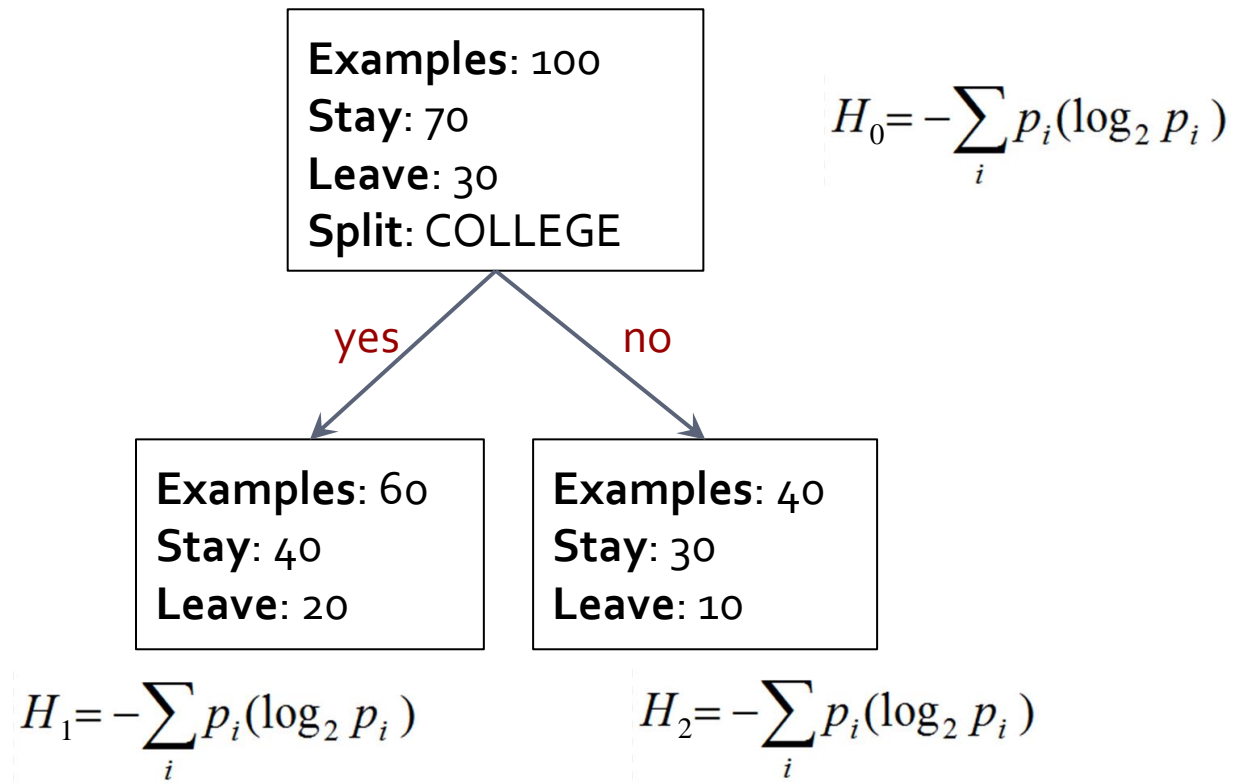 Examples: 100
Stay: 70
Leave: 30
Split: COLLEGE
H₀= −∑ᵢ pᵢ(log₂ pᵢ)
yes
no
Examples: 60
Stay: 40
Leave: 20
Examples: 40
Stay: 30
Leave: 10
H₁= −∑ᵢ pᵢ(log₂ pᵢ)
H₂= −∑ᵢ pᵢ(log₂ pᵢ)